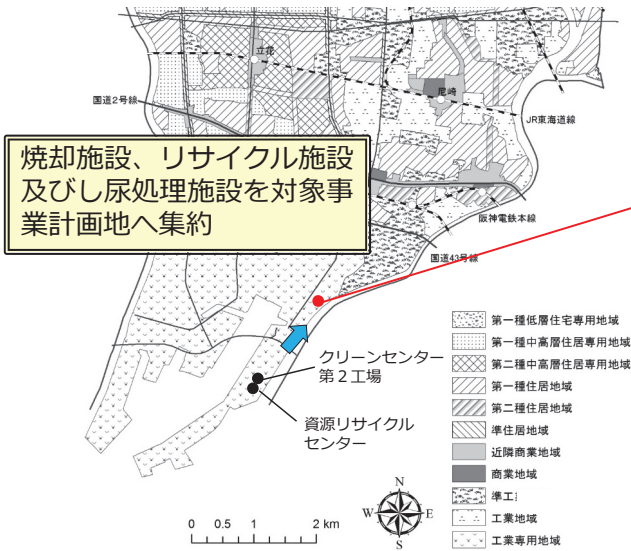 立花
尼崎
国道2号線
JR東海道線
焼却施設、リサイクル施設
及びし尿処理施設を対象事
業計画地へ集約
阪神電鉄本線
国道43号線
クリーンセンター
第2工場
資源リサイクル
センター
第一種低層住宅専用地域
第一種中高層住居専用地域
第二種中高層住居専用地域
第一種住居地域
第二種住居地域
準住居地域
近隣商業地域
商業地域
準工
工業地域
工業専用地域
N
W E
S
0 0.5 1 2 km